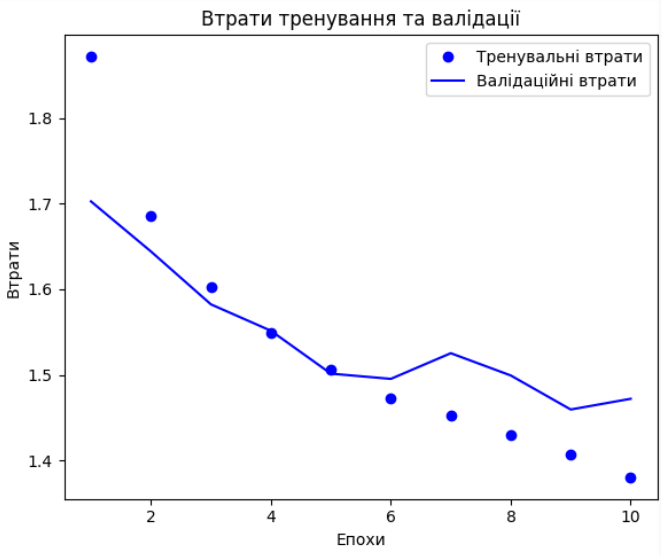 Втрати тренування та валідації
Тренувальні втрати
Валідаційні втрати
Втрати
1.8
1.7
1.6
1.5
1.4
2
4
6
8
10
Епохи